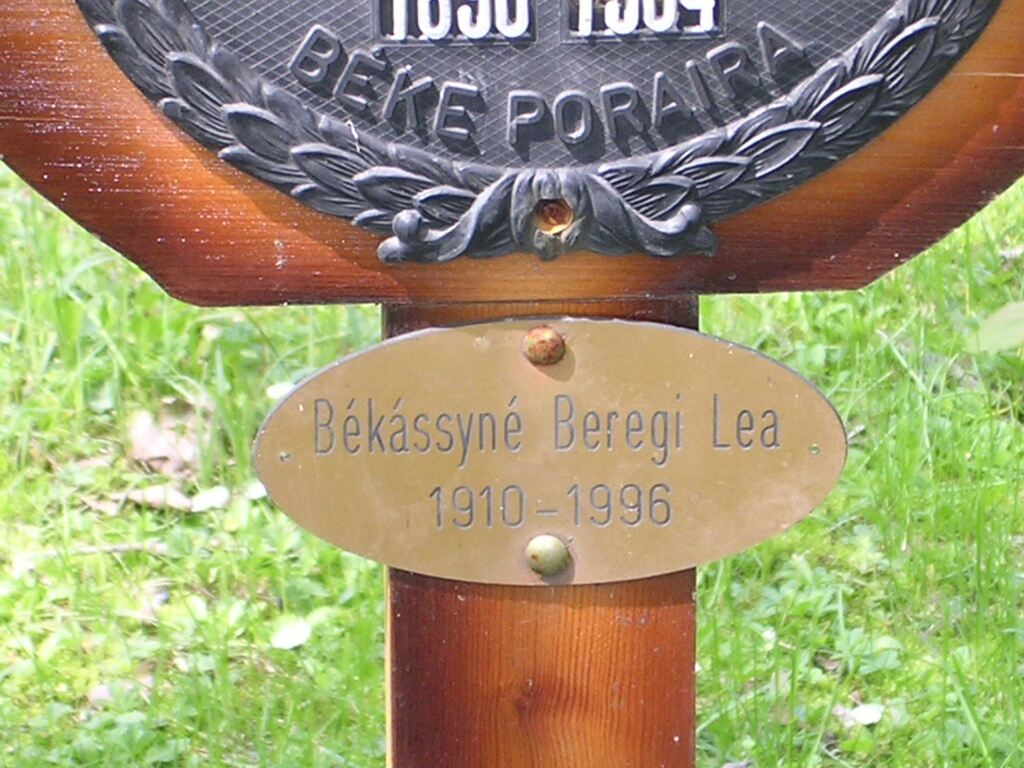 BÉKE PORAIRA
Békássyné Beregi Lea
1910-1996